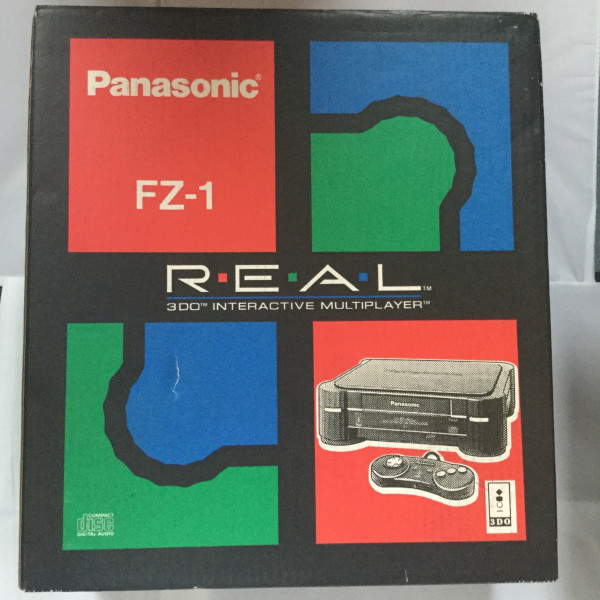 Panasonic®
FZ-1
R·E·A·L™
3DO™ INTERACTIVE MULTIPLAYER™
Panasonic
COMPACT
disc
DIGITAL AUDIO
3DO